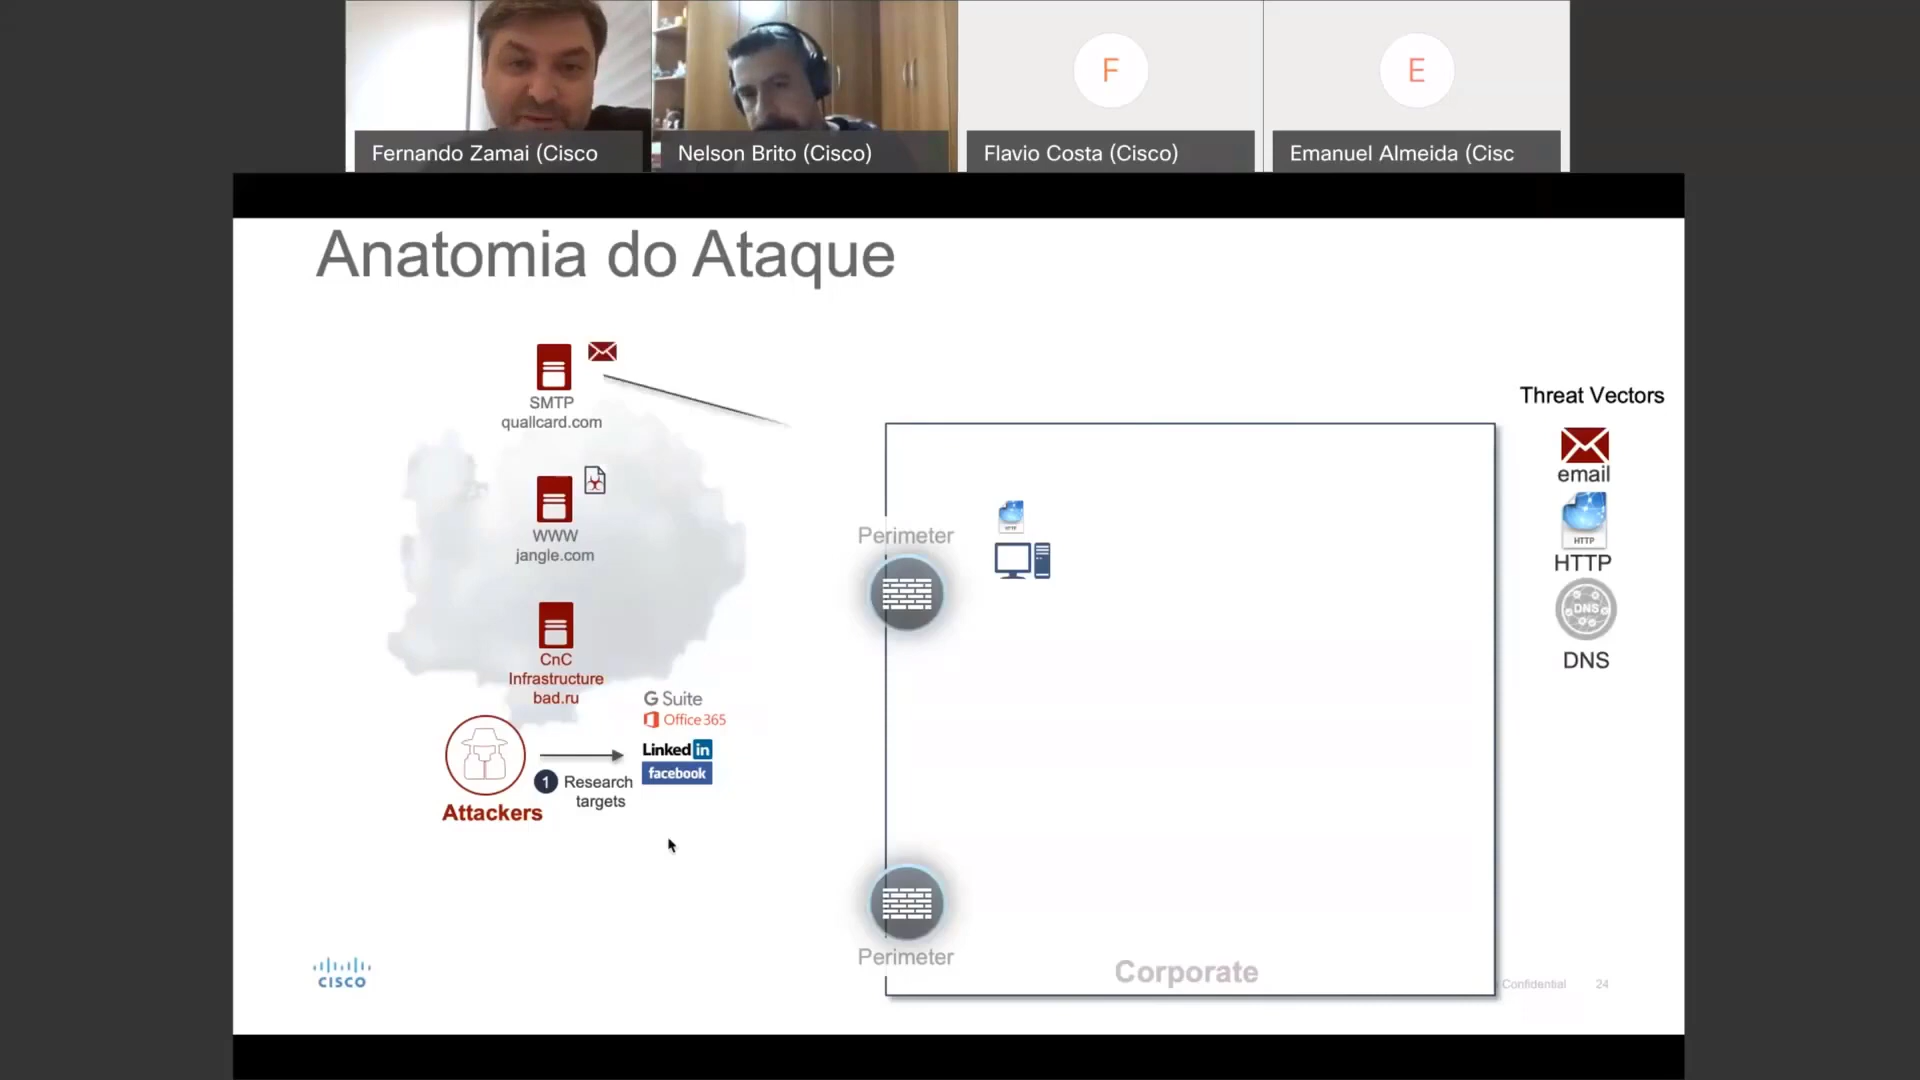 F
E
Fernando Zamai (Cisco
Nelson Brito (Cisco)
Flavio Costa (Cisco)
Emanuel Almeida (Cisc
Anatomia do Ataque
SMTP
quallcard.com
WWW
jangle.com
CnC
Infrastructure
bad.ru
Attackers
1 Research
targets
G Suite
Office 365
Linked in
facebook
Perimeter
HTTP
Perimeter
Corporate
Threat Vectors
email
HTTP
HTTP
DNS
DNS
CISCO
Confidential
24